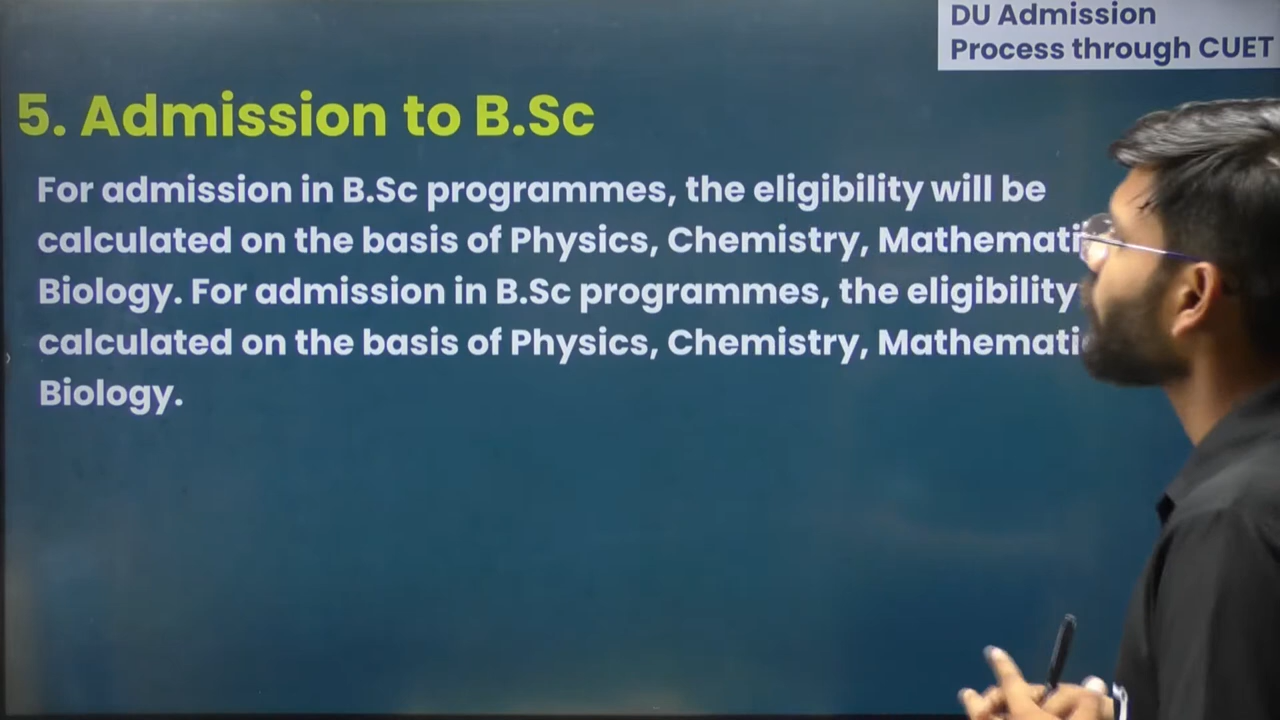 DU Admission
Process through CUET
5. Admission to B.Sc
For admission in B.Sc programmes, the eligibility will be
calculated on the basis of Physics, Chemistry,
Biology. For admission in B.Sc programmes, the eligibility
calculated on the basis of Physics, Chemistry,
Biology.